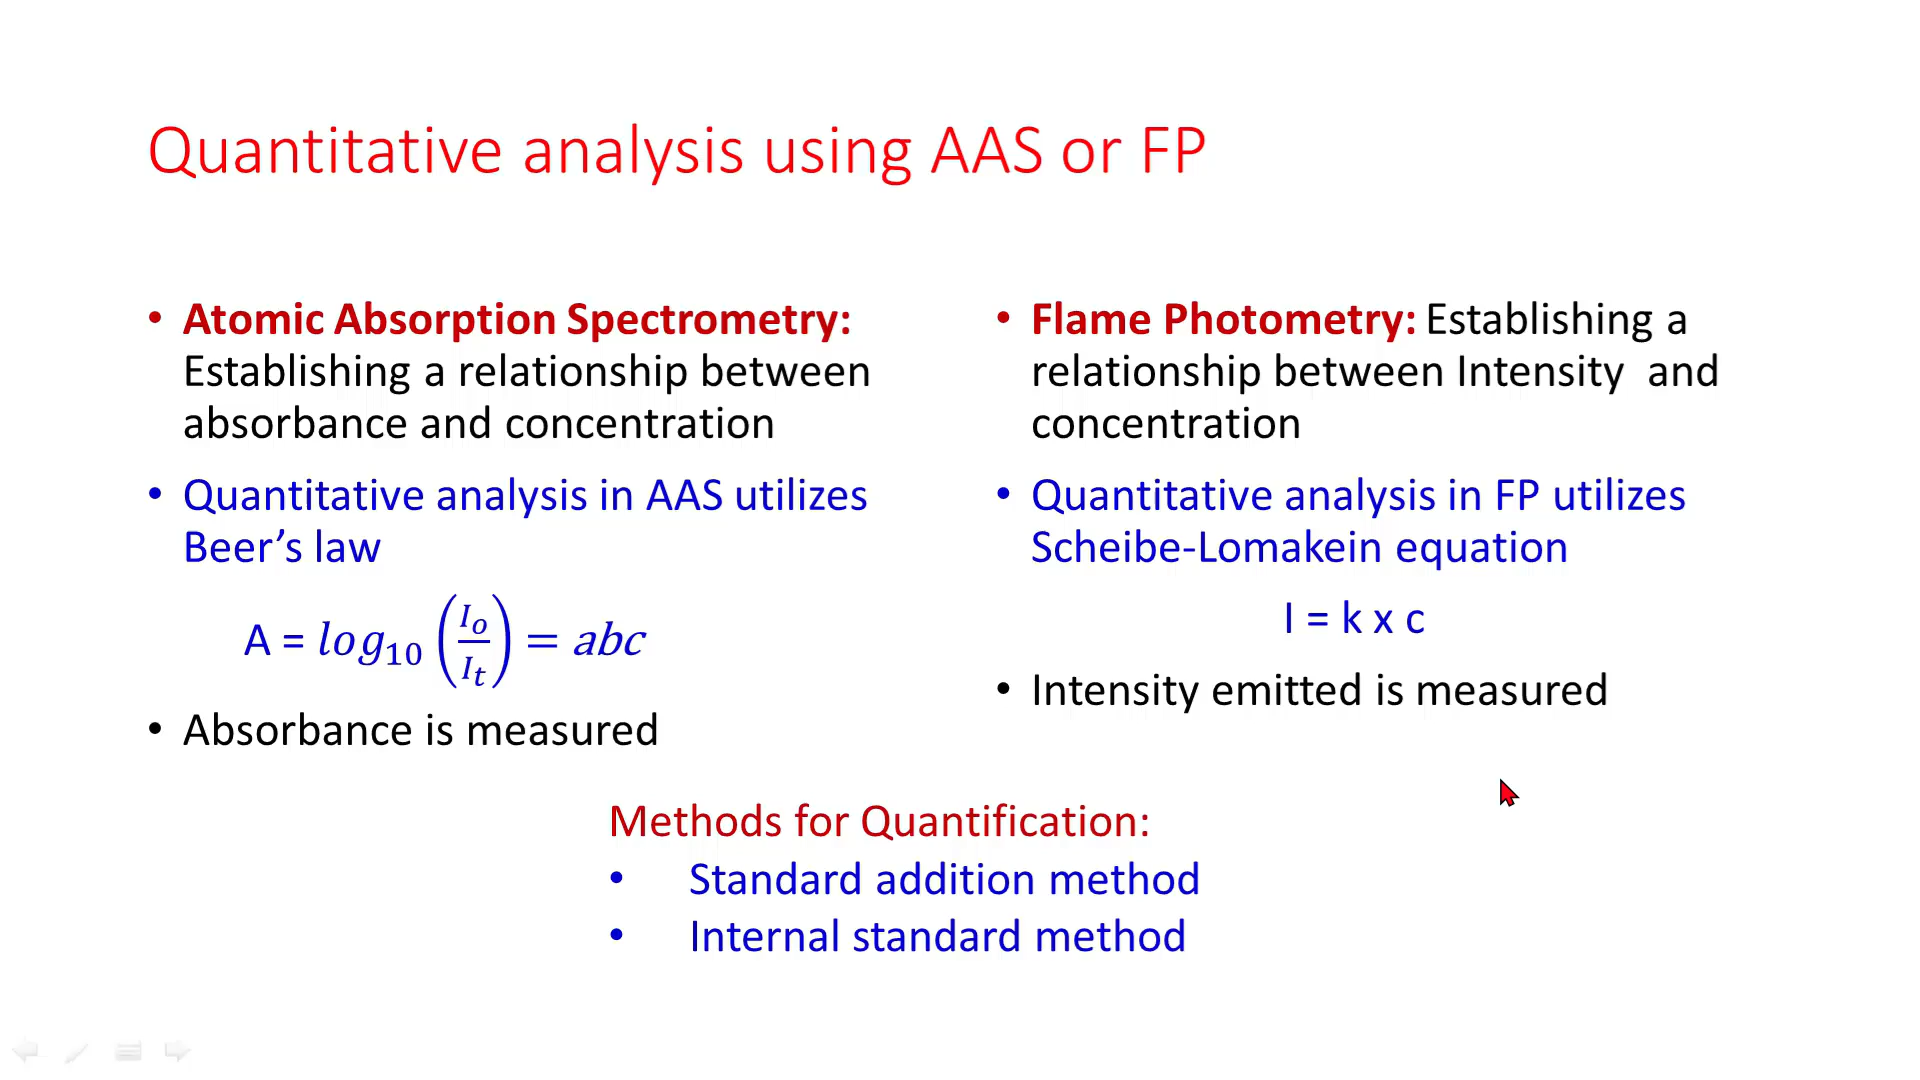 Quantitative analysis using AAS or FP
• Atomic Absorption Spectrometry:
Establishing a relationship between
absorbance and concentration
• Quantitative analysis in AAS utilizes
Beer’s law
A = log₁₀ (Iₒ/Iₜ) = abc
• Absorbance is measured
• Flame Photometry: Establishing a
relationship between Intensity and
concentration
• Quantitative analysis in FP utilizes
Scheibe-Lomakein equation
I = k x c
• Intensity emitted is measured
Methods for Quantification:
• Standard addition method
• Internal standard method